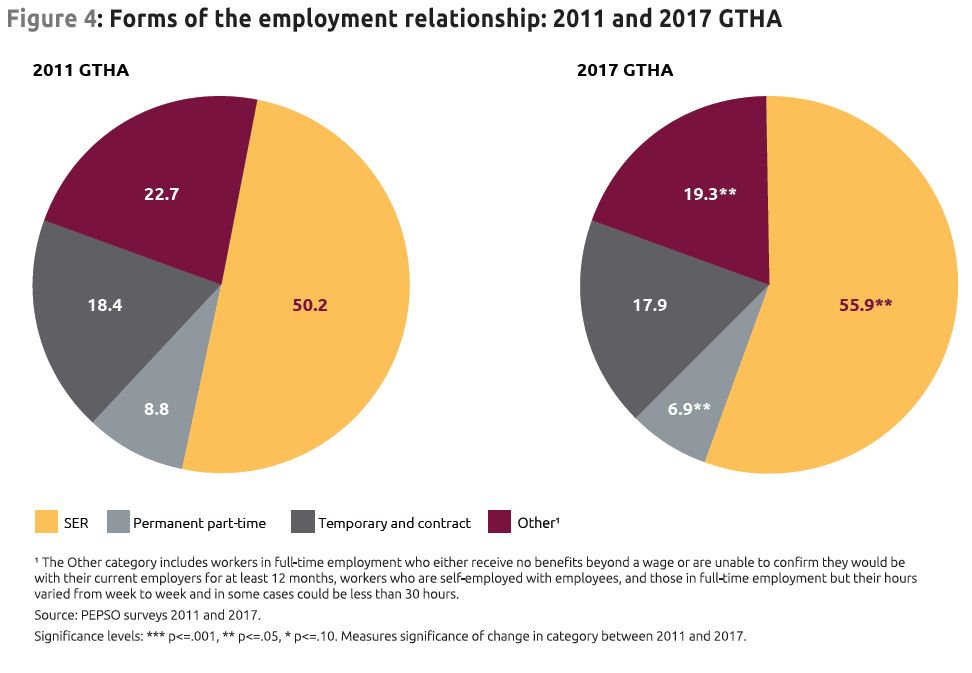 Figure 4: Forms of the employment relationship: 2011 and 2017 GTHA
2011 GTHA
2017 GTHA
22.7
50.2
18.4
8.8
19.3**
55.9**
17.9
6.9**
SER
Permanent part-time
Temporary and contract
Other¹
¹ The Other category includes workers in full-time employment who either receive no benefits beyond a wage or are unable to confirm they would be
with their current employers for at least 12 months, workers who are self-employed with employees, and those in full-time employment but their hours
varied from week to week and in some cases could be less than 30 hours.
Source: PEPSO surveys 2011 and 2017.
Significance levels: *** p<=.001, ** p<=.05, * p<=.10. Measures significance of change in category between 2011 and 2017.